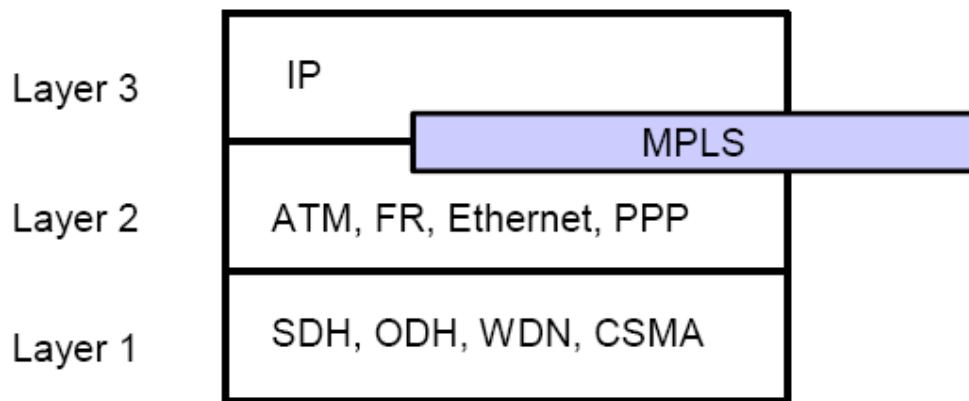 Layer 3
IP
MPLS
Layer 2
ATM, FR, Ethernet, PPP
Layer 1
SDH, ODH, WDN, CSMA